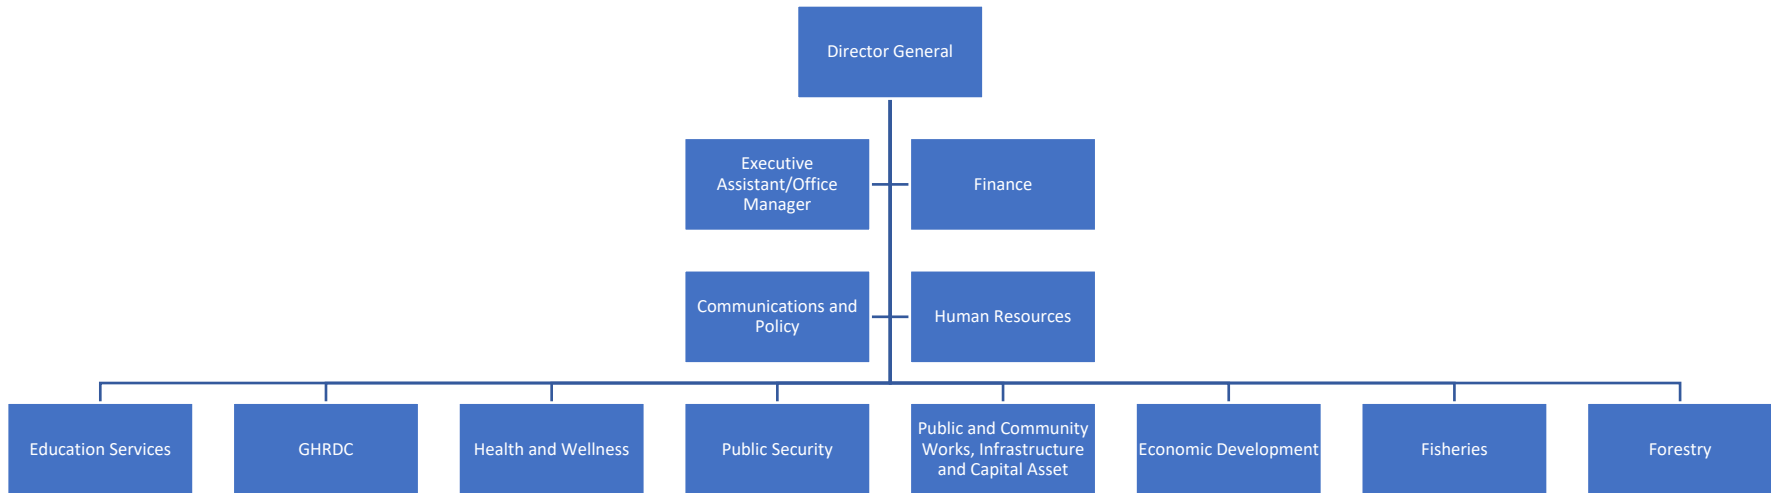 Director General
Executive
Assistant/Office
Manager
Finance
Communications and
Policy
Human Resources
Education Services
GHRDC
Health and Wellness
Public Security
Public and Community
Works, Infrastructure
and Capital Asset
Economic Development
Fisheries
Forestry